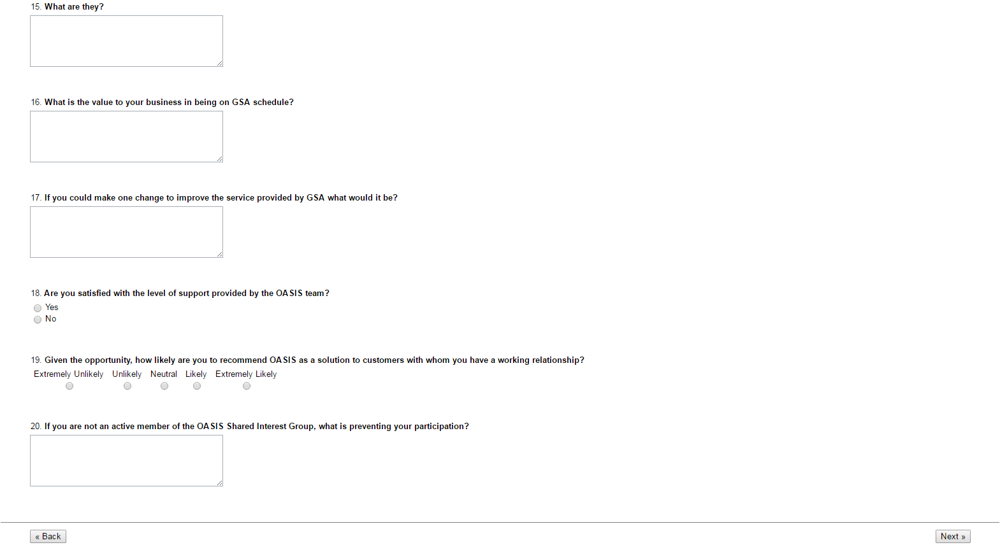 15. What are they?
16. What is the value to your business in being on GSA schedule?
17. If you could make one change to improve the service provided by GSA what would it be?
18. Are you satisfied with the level of support provided by the OASIS team?
Yes
No
19. Given the opportunity, how likely are you to recommend OASIS as a solution to customers with whom you have a working relationship?
Extremely Unlikely Unlikely Neutral Likely Extremely Likely
20. If you are not an active member of the OASIS Shared Interest Group, what is preventing your participation?
« Back Next »